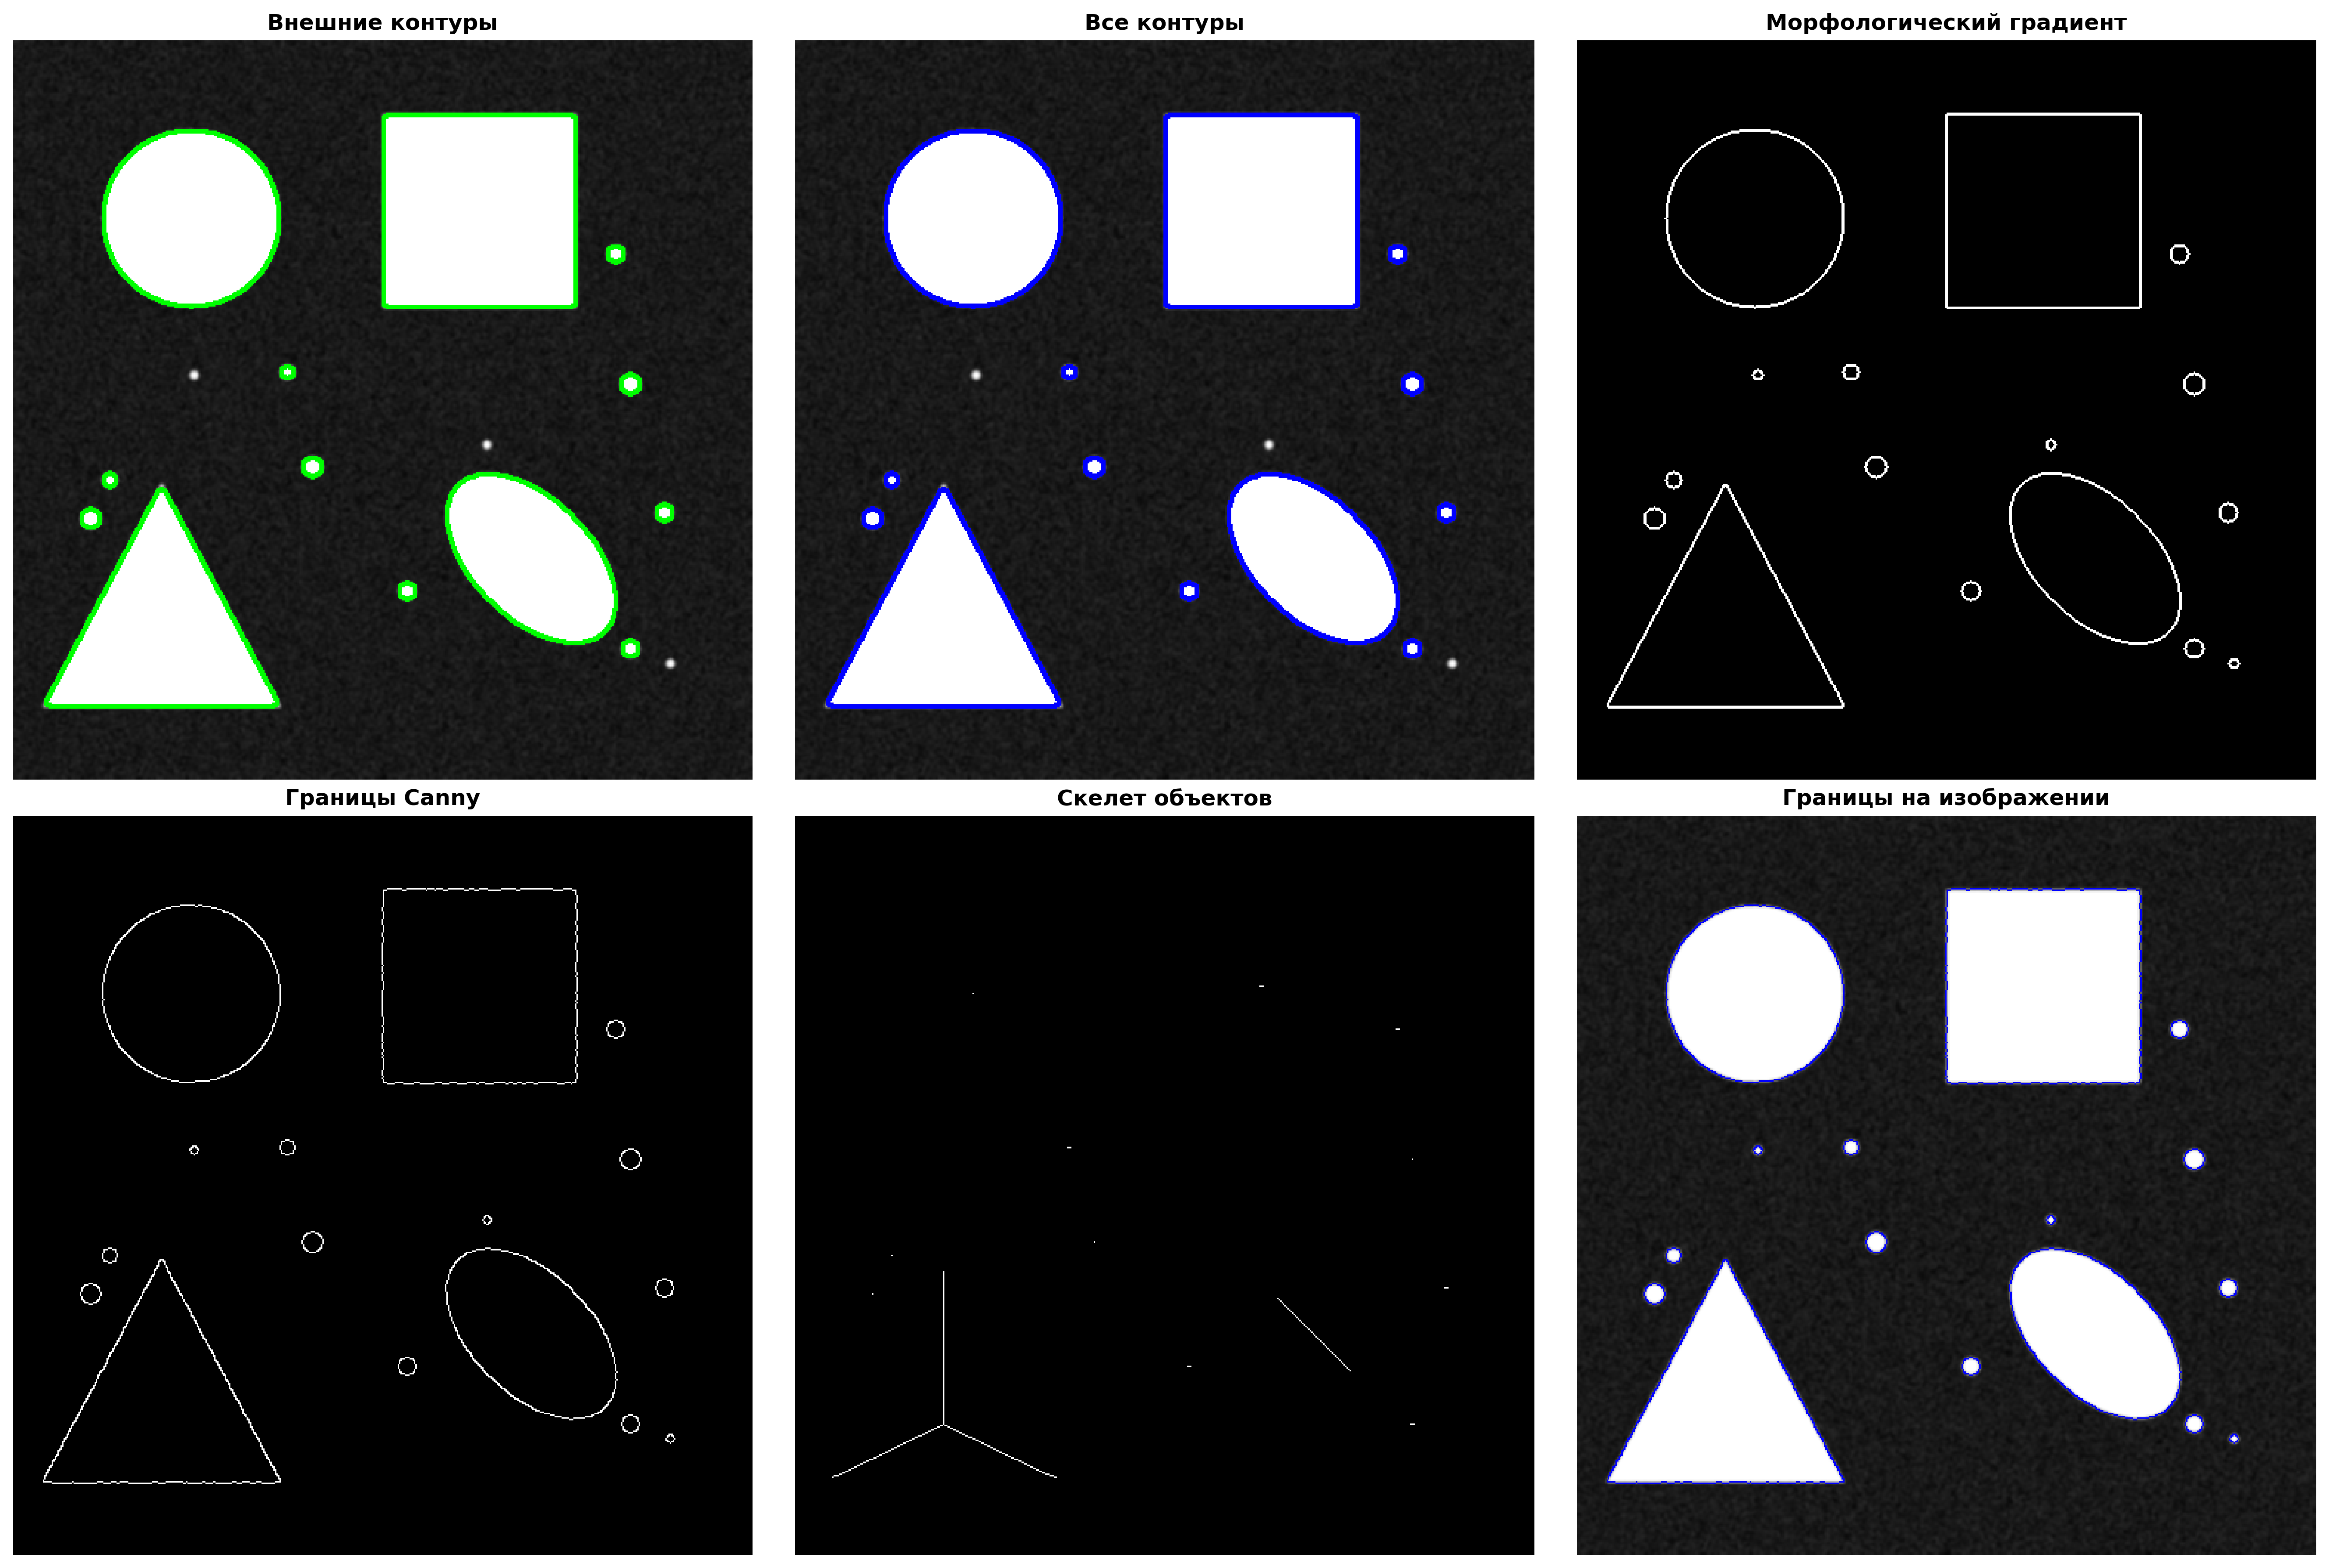 Внешние контуры
Все контуры
Морфологический градиент
Границы Canny
Скелет объектов
Границы на изображении